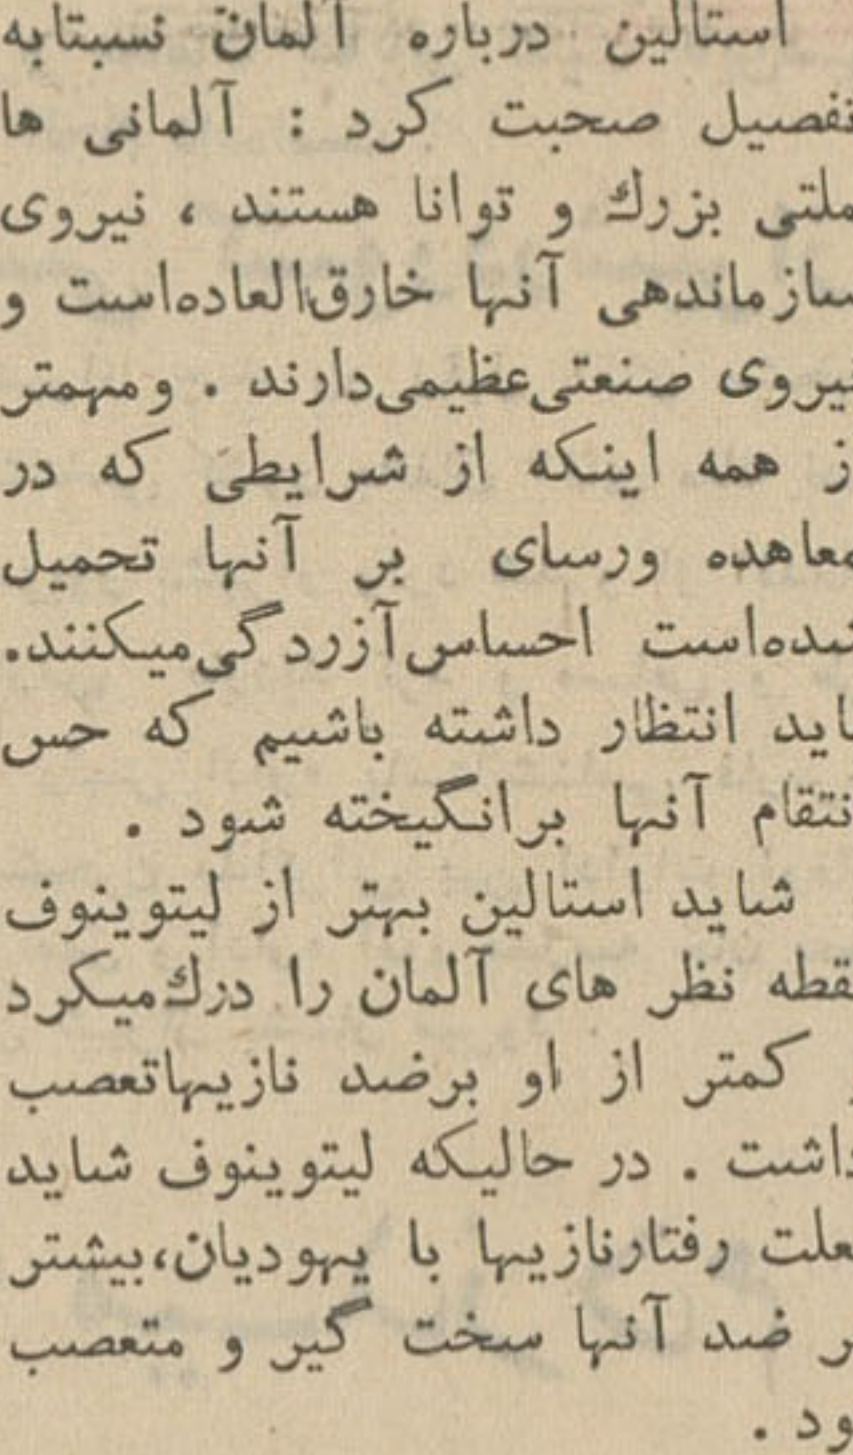 استالین درباره آلمان نسبتابه
تفصیل صحبت کرد : آلمانی ها
ملتی بزرك و توانا هستند ، نیروی
سازماندهی آنها خارق‌العاده‌است و
نیروی صنعتی‌عظیمی‌دارند . ومهمتر
از همه اینکه از شرایطی که در
معاهده ورسای بر آنها تحمیل
شده‌است احساس‌آزردگی‌میکنند.
باید انتظار داشته باشیم که حس
انتقام آنها برانگیخته شود .
شاید استالین بهتر از لیتوینوف
نقطه نظر های آلمان را درك‌میکرد
و کمتر از او برضد نازیهاتعصب
داشت . در حالیکه لیتوینوف شاید
بعلت رفتارنازیها با یهودیان،بیشتر
بر ضد آنها سخت گیر و متعصب
بود .